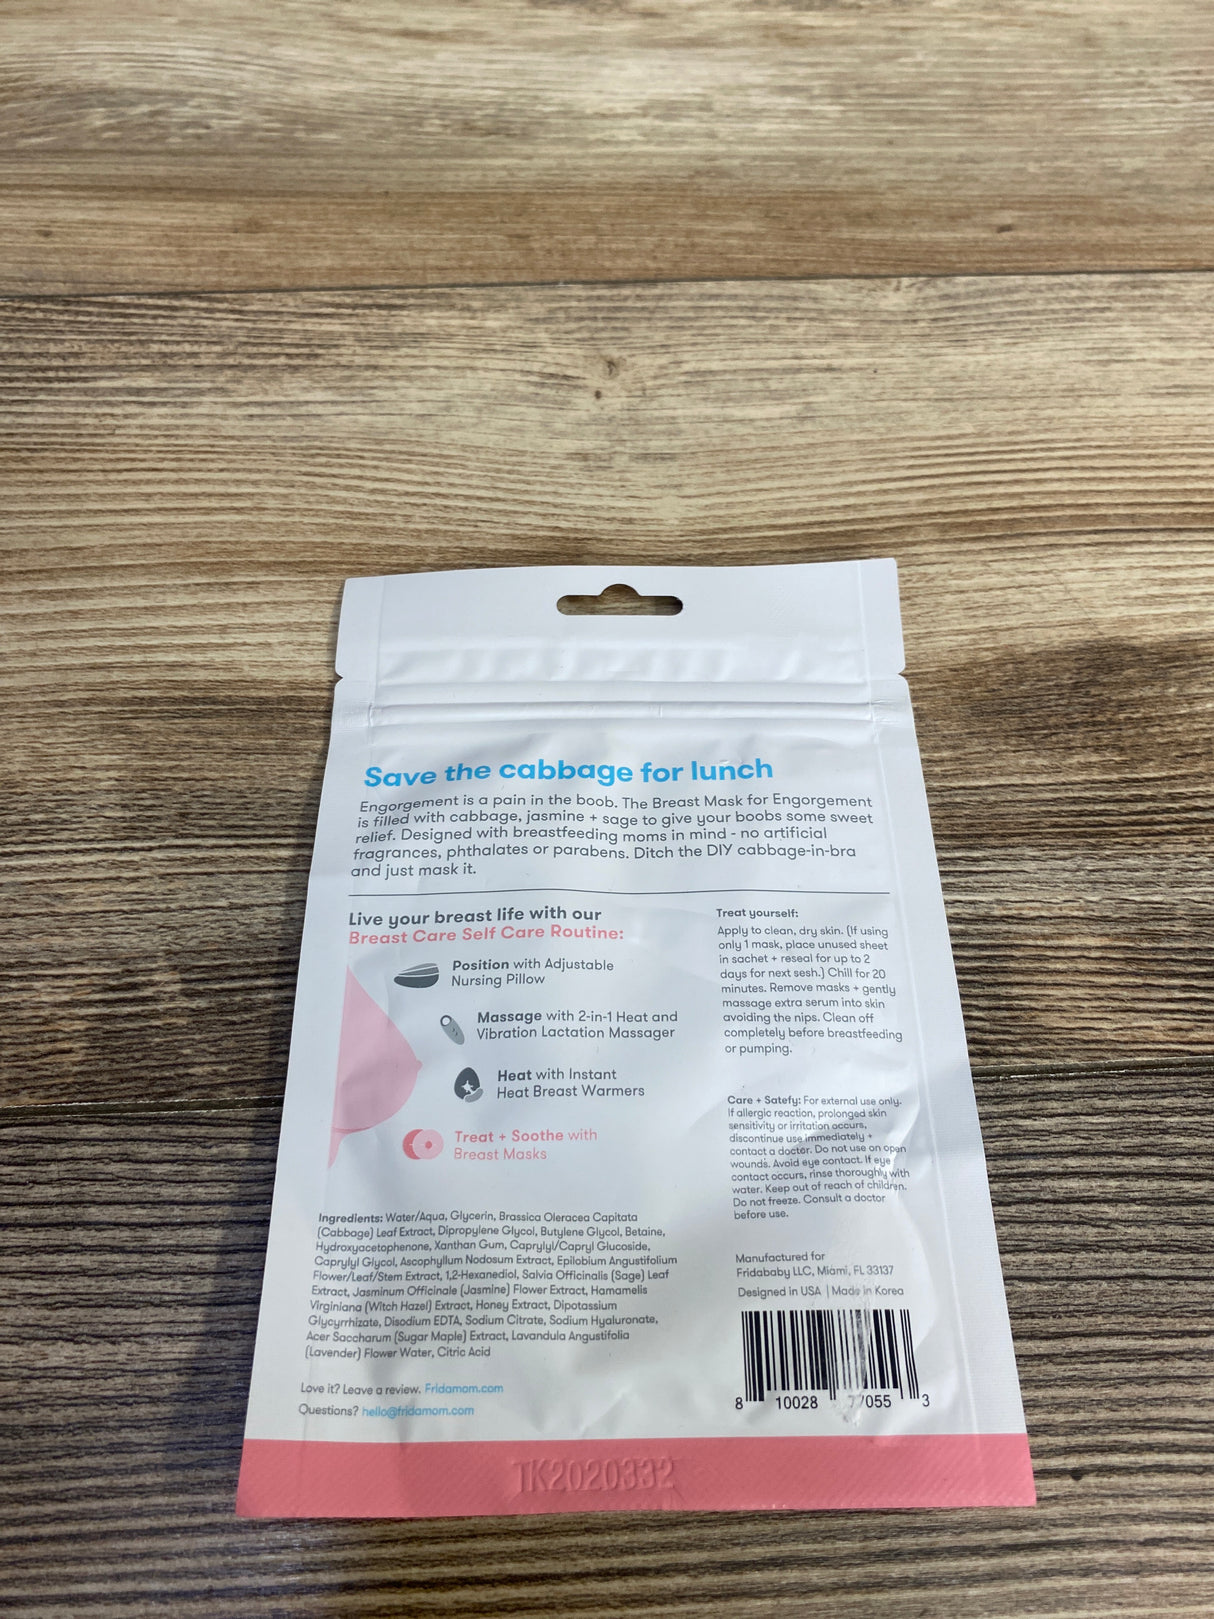 Save the cabbage for lunch
Engorgement is a pain in the boob. The Breast Mask for Engorgement
is filled with cabbage, jasmine + sage to give your boobs some sweet
relief. Designed with breastfeeding moms in mind - no artificial
fragrances, phthalates or parabens. Ditch the DIY cabbage-in-bra
and just mask it.
Live your breast life with our
Breast Care Self Care Routine:
Position with Adjustable
Nursing Pillow
Massage with 2-in-1 Heat and
Vibration Lactation Massager
Heat with Instant
Heat Breast Warmers
Treat + Soothe with
Breast Masks
Treat yourself:
Apply to clean, dry skin. (If using
only 1 mask, place unused sheet
in sachet + reseal for up to 2
days for next sesh.) Chill for 20
minutes. Remove masks + gently
massage extra serum into skin
avoiding the nips. Clean off
completely before breastfeeding
or pumping.
Care + Satefy: For external use only.
If allergic reaction, prolonged skin
sensitivity or irritation occurs,
discontinue use immediately +
contact a doctor. Do not use on open
wounds. Avoid eye contact. If eye
contact occurs, rinse thoroughly with
water. Keep out of reach of children.
Do not freeze. Consult a doctor
before use.
Ingredients: Water/Aqua, Glycerin, Brassica Oleracea Capitata
(Cabbage) Leaf Extract, Dipropylene Glycol, Butylene Glycol, Betaine,
Hydroxyacetophenone, Xanthan Gum, Caprylyl/Capryl Glucoside,
Caprylyl Glycol, Ascophyllum Nodosum Extract, Epilobium Angustifolium
Flower/Leaf/Stem Extract, 1,2-Hexanediol, Salvia Officinalis (Sage) Leaf
Extract, Jasminum Officinale (Jasmine) Flower Extract, Hamamelis
Virginiana (Witch Hazel) Extract, Honey Extract, Dipotassium
Glycyrrhizate, Disodium EDTA, Sodium Citrate, Sodium Hyaluronate,
Acer Saccharum (Sugar Maple) Extract, Lavandula Angustifolia
(Lavender) Flower Water, Citric Acid
Manufactured for
Fridababy LLC, Miami, FL 33137
Designed in USA | Made in Korea
8 10028 77055 3
Love it? Leave a review. Fridamom.com
Questions? hello@fridamom.com
TK2020332